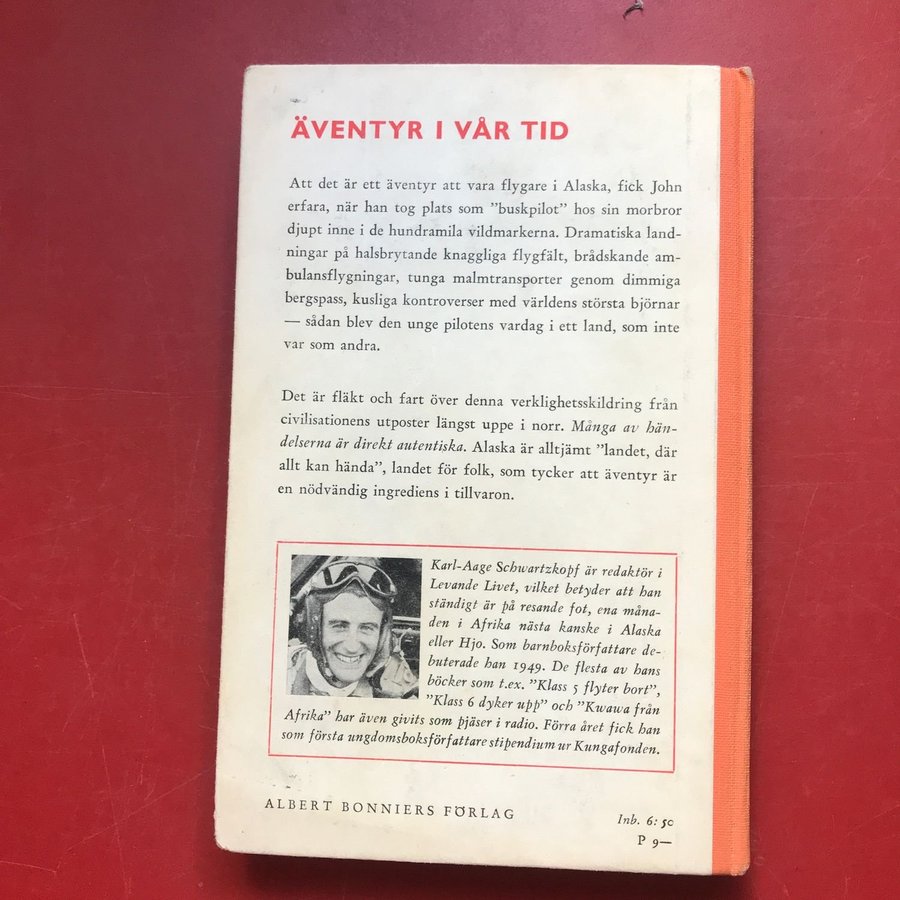 ÄVENTYR I VÅR TID
Att det är ett äventyr att vara flygare i Alaska, fick John
erfara, när han tog plats som ”buskpilot” hos sin morbror
djupt inne i de hundramila vildmarkerna. Dramatiska land-
ningar på halsbrytande knaggliga flygfält, brådskande am-
bulansflygningar, tunga malmtransporter genom dimmiga
bergspass, kusliga kontroverser med världens största björnar
— sådan blev den unge pilotens vardag i ett land, som inte
var som andra.
Det är fläkt och fart över denna verklighetsskildring från
civilisationens utposter längst uppe i norr. Många av hän-
delserna är direkt autentiska. Alaska är alltjämt ”landet, där
allt kan hända”, landet för folk, som tycker att äventyr är
en nödvändig ingrediens i tillvaron.
Karl-Aage Schwartzkopf är redaktör i
Levande Livet, vilket betyder att han
ständigt är på resande fot, ena måna-
den i Afrika nästa kanske i Alaska
eller Hjo. Som barnboksförfattare de-
buterade han 1949. De flesta av hans
böcker som t.ex. ”Klass 5 flyter bort”,
”Klass 6 dyker upp” och ”Kwawa från
Afrika” har även givits som pjäser i radio. Förra året fick han
som första ungdomsboksförfattare stipendium ur Kungafonden.
ALBERT BONNIERS FÖRLAG
Inb. 6:50
P 9—